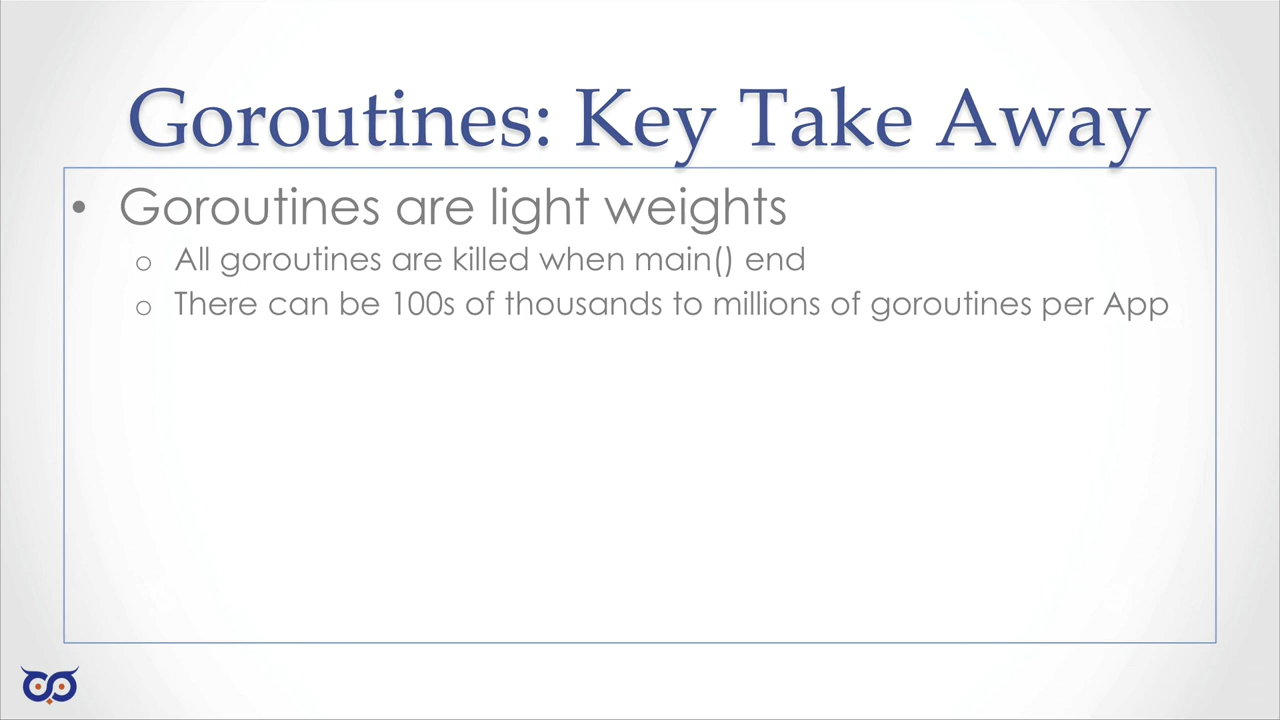 Goroutines: Key Take Away
• Goroutines are light weights
o All goroutines are killed when main() end
o There can be 100s of thousands to millions of goroutines per App